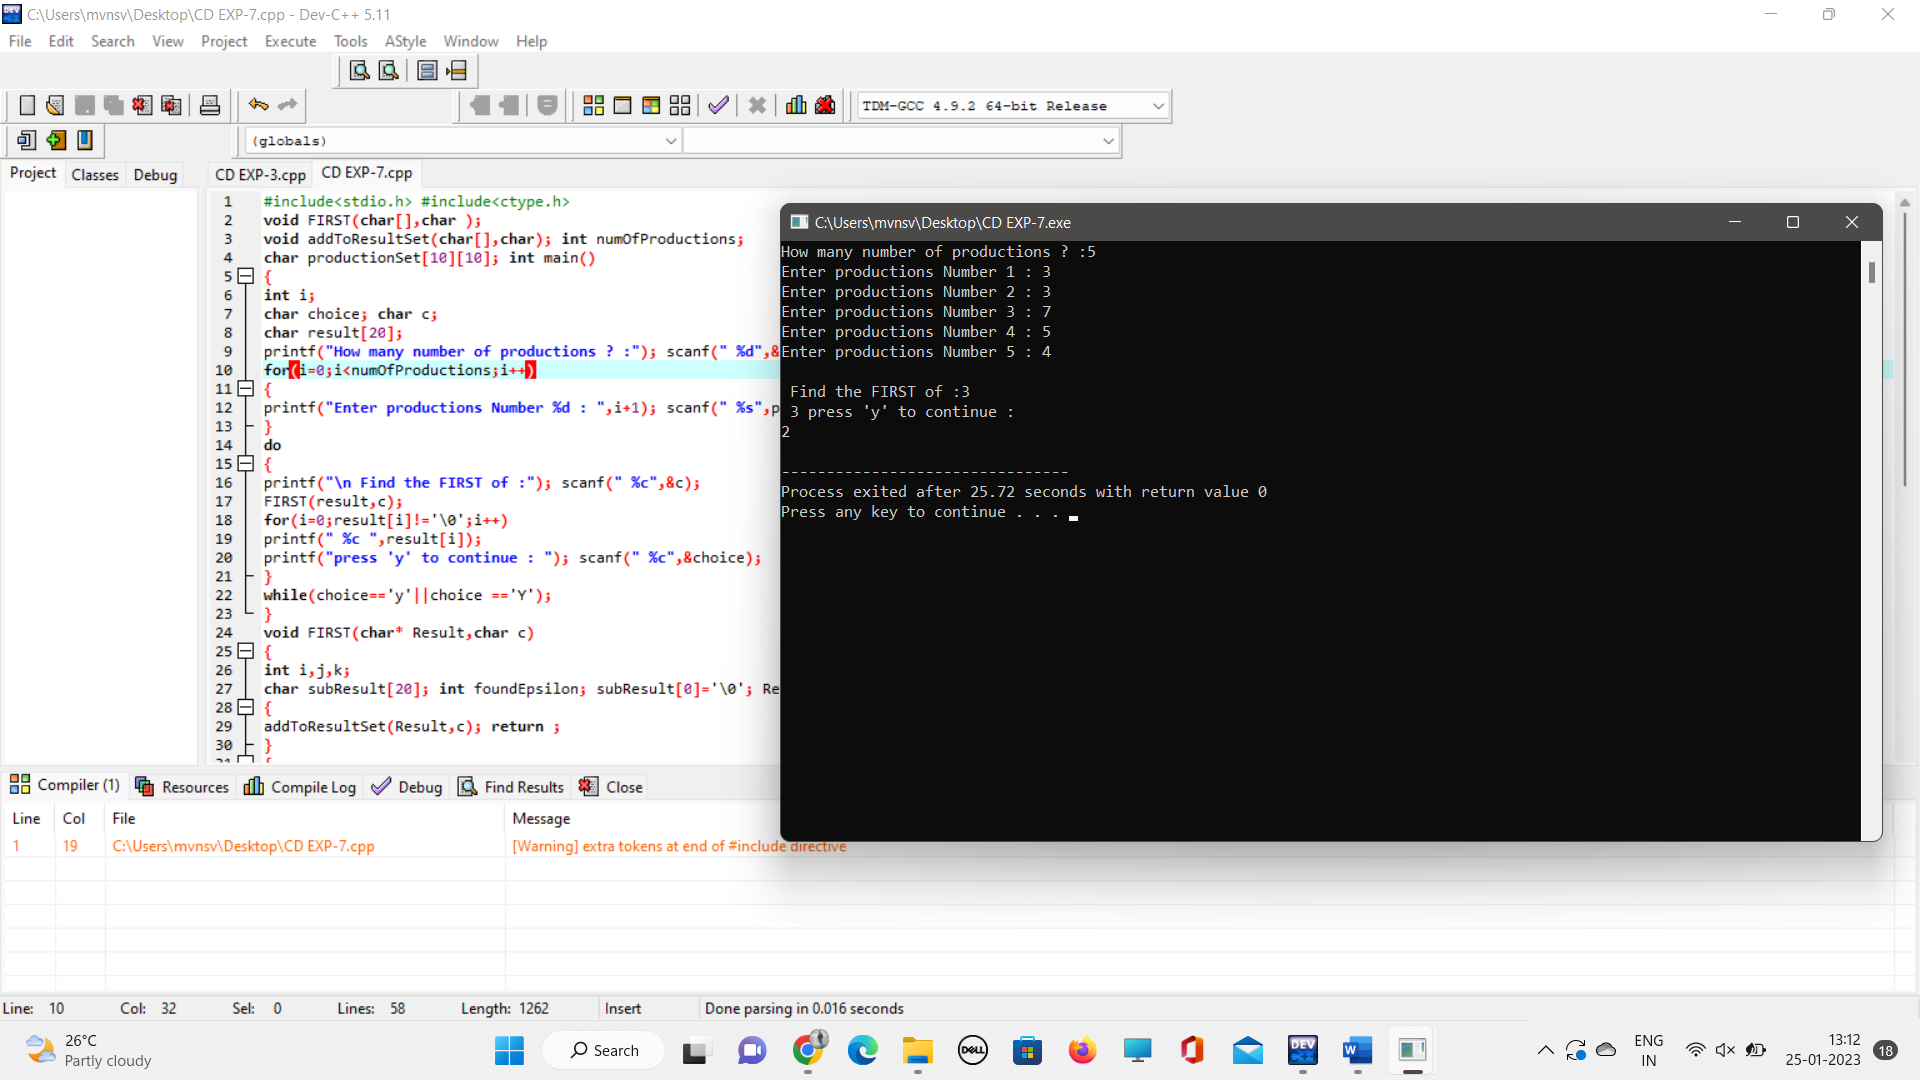 C:\Users\mvnsv\Desktop\CD EXP-7.cpp - Dev-C++ 5.11
File Edit Search View Project Execute Tools AStyle Window Help
TDM-GCC 4.9.2 64-bit Release
(globals)
Project Classes Debug
CD EXP-3.cpp CD EXP-7.cpp
1 #include<stdio.h> #include<ctype.h>
2 void FIRST(char[],char );
3 void addToResultSet(char[],char); int numOfProductions;
4 char productionSet[10][10]; int main()
5 {
6 int i;
7 char choice; char c;
8 char result[20];
9 printf("How many number of productions ? :"); scanf(" %d",&
10 for(i=0;i<numOfProductions;i++)
11 {
12 printf("Enter productions Number %d : ",i+1); scanf(" %s",p
13 }
14 do
15 {
16 printf("\n Find the FIRST of :"); scanf(" %c",&c);
17 FIRST(result,c);
18 for(i=0;result[i]!='\0';i++)
19 printf(" %c ",result[i]);
20 printf("press 'y' to continue : "); scanf(" %c",&choice);
21 }
22 while(choice=='y'||choice =='Y');
23 }
24 void FIRST(char* Result,char c)
25 {
26 int i,j,k;
27 char subResult[20]; int foundEpsilon; subResult[0]='\0'; Re
28 {
29 addToResultSet(Result,c); return ;
30 }
C:\Users\mvnsv\Desktop\CD EXP-7.exe
How many number of productions ? :5
Enter productions Number 1 : 3
Enter productions Number 2 : 3
Enter productions Number 3 : 7
Enter productions Number 4 : 5
Enter productions Number 5 : 4
Find the FIRST of :3
3 press 'y' to continue :
2
--------------------------------
Process exited after 25.72 seconds with return value 0
Press any key to continue . . .
Compiler (1) Resources Compile Log Debug Find Results Close
Line Col File Message
1 19 C:\Users\mvnsv\Desktop\CD EXP-7.cpp [Warning] extra tokens at end of #include directive
Line: 10 Col: 32 Sel: 0 Lines: 58 Length: 1262 Insert Done parsing in 0.016 seconds
26°C
Partly cloudy
Search
DELL
DEV
C++
W
ENG
IN
13:12
25-01-2023
18